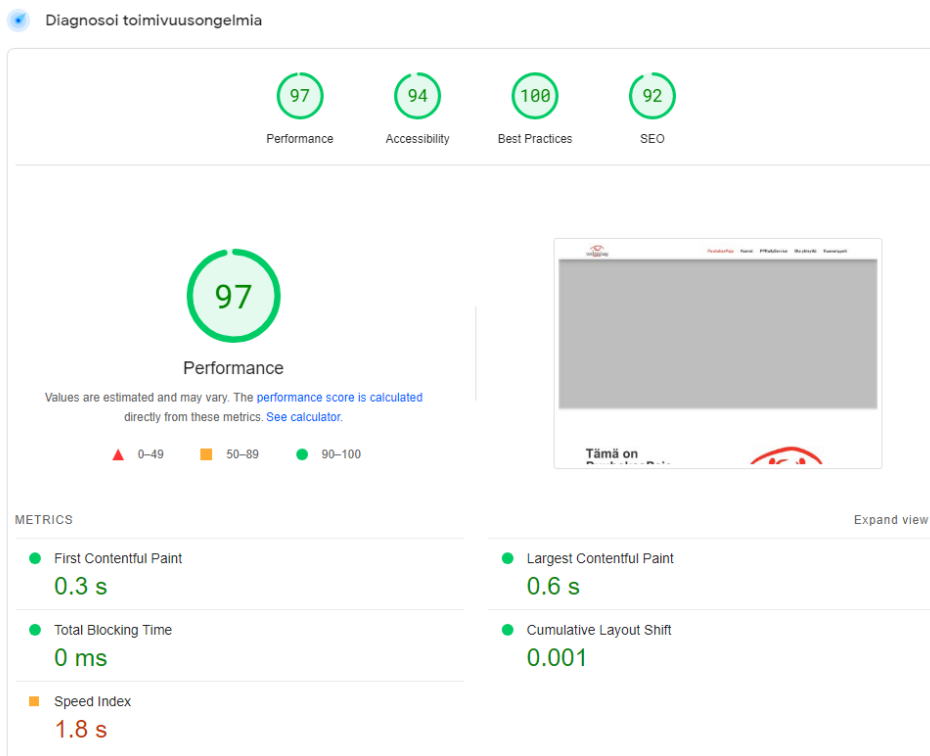 Diagnosoi toimivuusongelmia
97
94
100
92
Performance
Accessibility
Best Practices
SEO
97
Performance
Values are estimated and may vary. The performance score is calculated
directly from these metrics. See calculator.
0–49
50–89
90–100
Tämä on
METRICS
Expand view
First Contentful Paint
0.3 s
Largest Contentful Paint
0.6 s
Total Blocking Time
0 ms
Cumulative Layout Shift
0.001
Speed Index
1.8 s